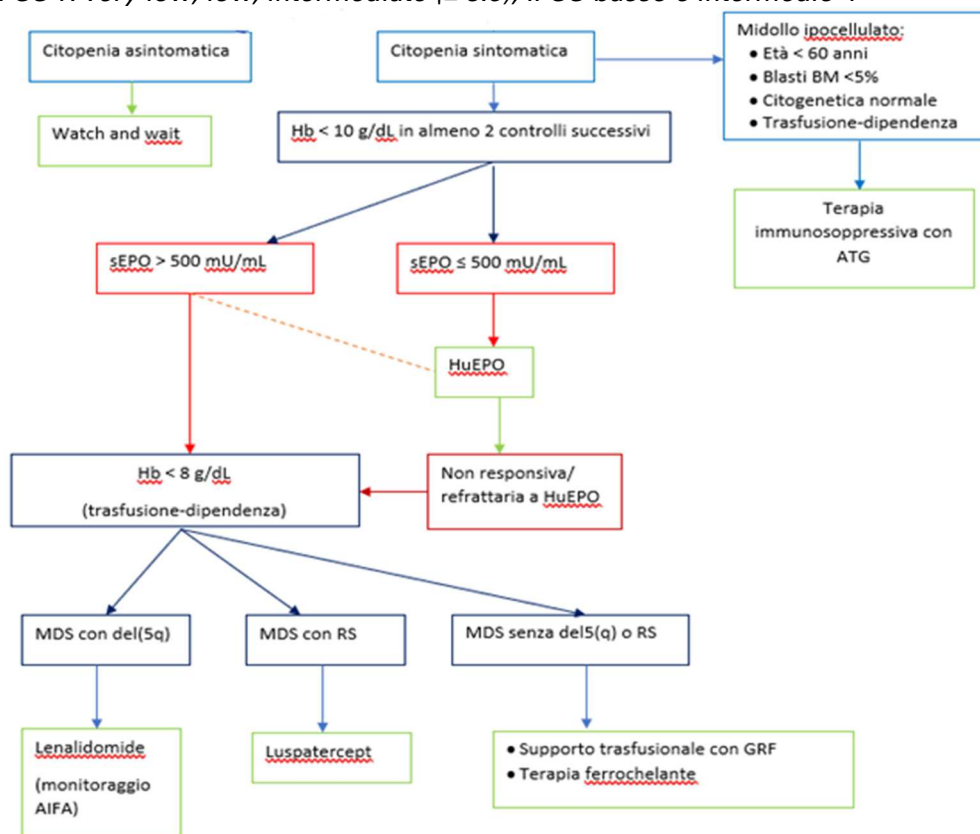 Citopenia asintomatica
Citopenia sintomatica
Midollo ipocellulato:
• Età < 60 anni
• Blasti BM <5%
• Citogenetica normale
• Trasfusione-dipendenza
Watch and wait
Hb < 10 g/dL in almeno 2 controlli successivi
Terapia
immunosoppressiva con
ATG
sEPO > 500 mU/mL
sEPO ≤ 500 mU/mL
HuEPO
Hb < 8 g/dL
(trasfusione-dipendenza)
Non responsiva/
refrattaria a HuEPO
MDS con del(5q)
MDS con RS
MDS senza del5(q) o RS
Lenalidomide
(monitoraggio
AIFA)
Luspatercept
• Supporto trasfusionale con GRF
• Terapia ferrochelante